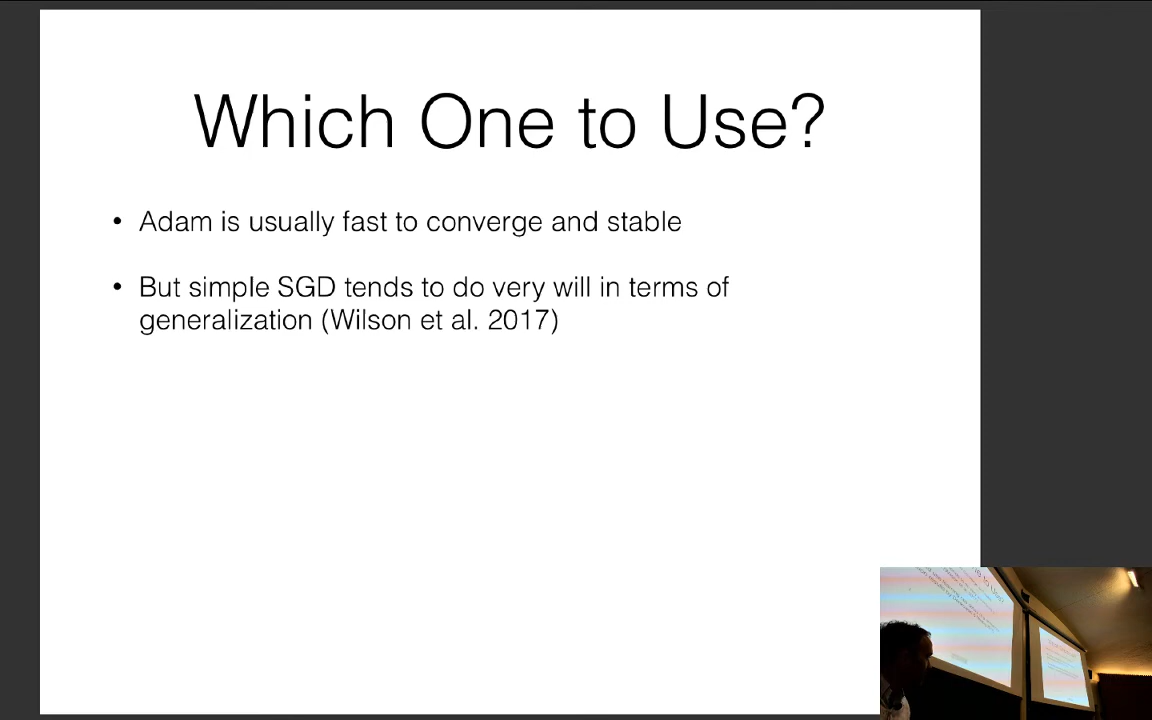 Which One to Use?
• Adam is usually fast to converge and stable
• But simple SGD tends to do very will in terms of
generalization (Wilson et al. 2017)